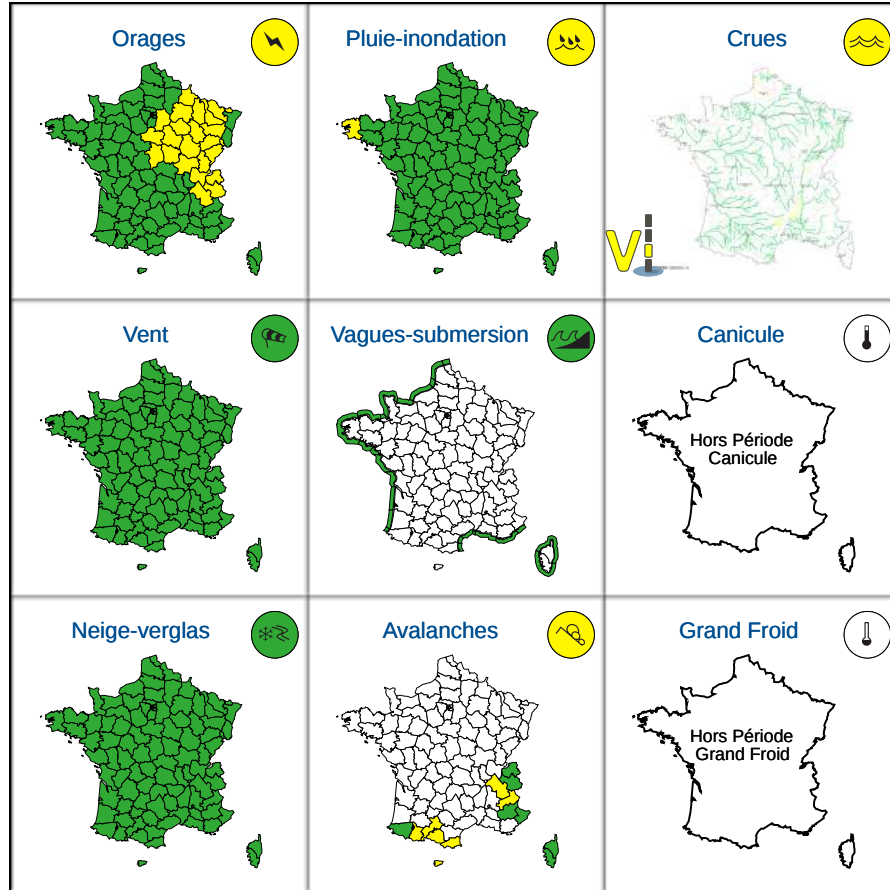 Orages
Pluie-inondation
Crues
Vi
Vent
Vagues-submersion
Canicule
Hors Période
Canicule
Neige-verglas
Avalanches
Grand Froid
Hors Période
Grand Froid